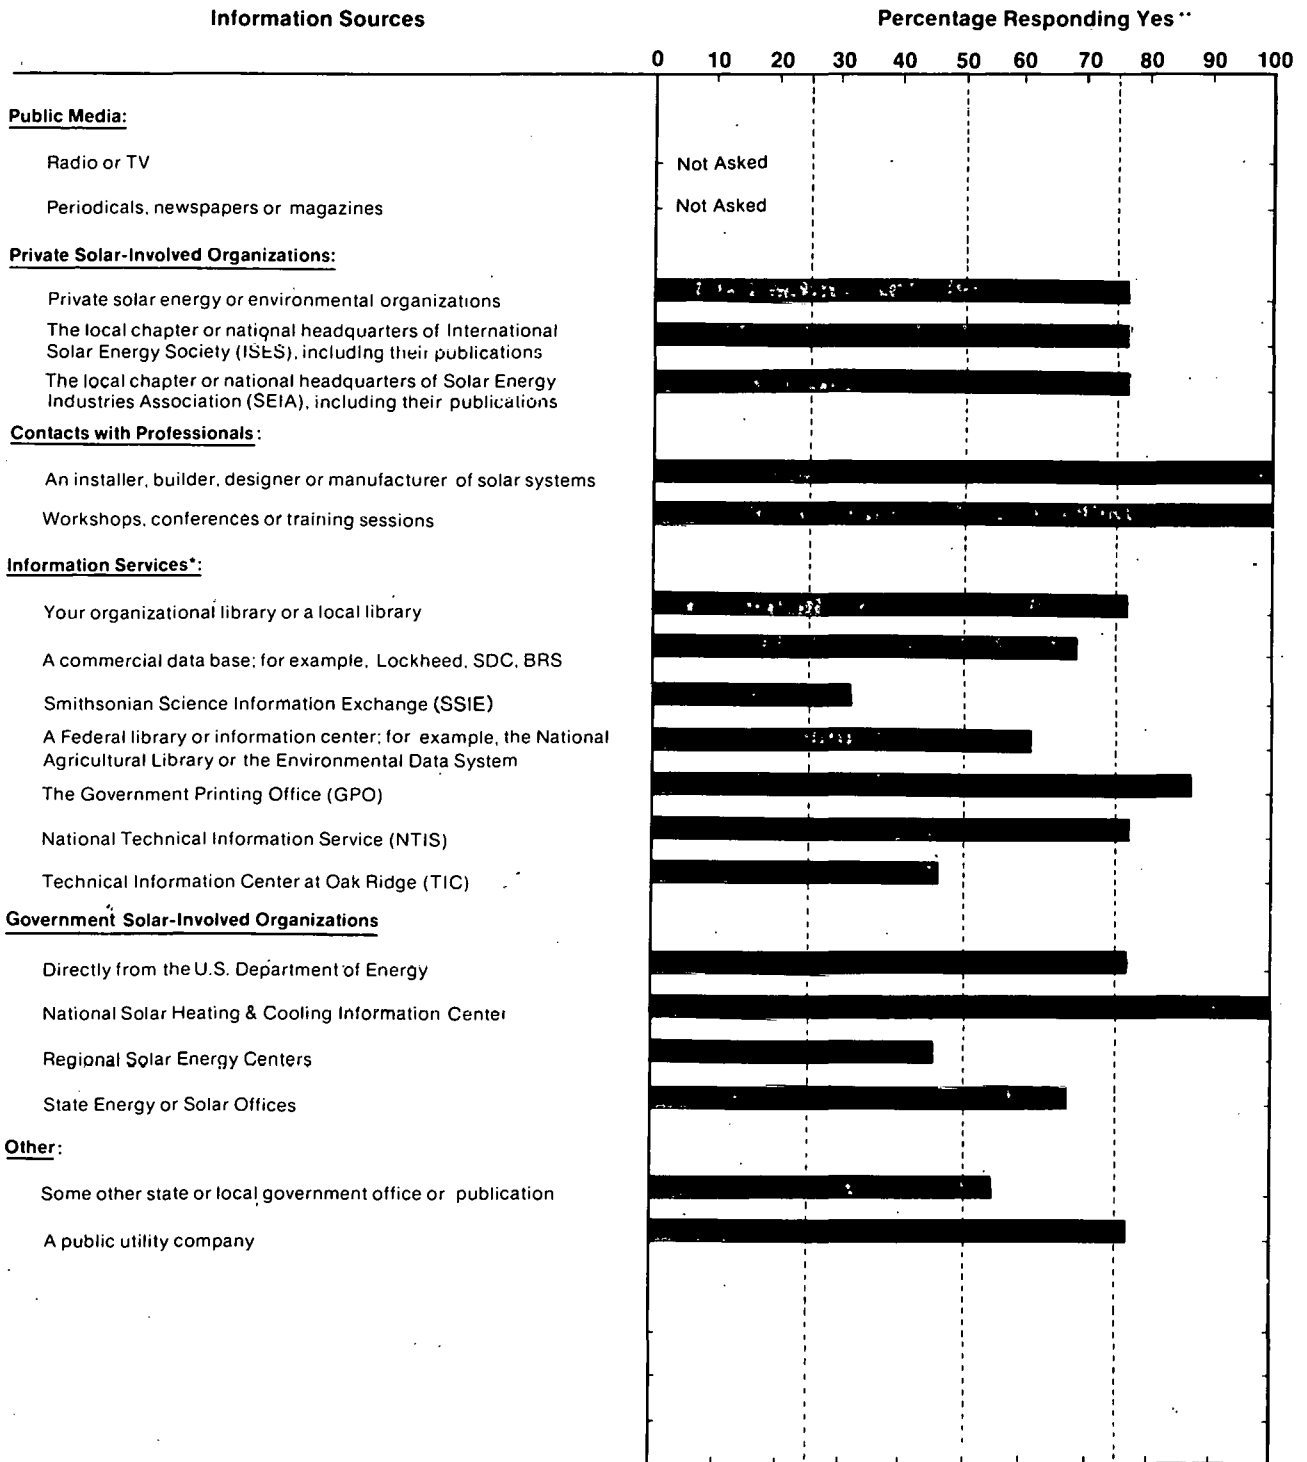 Information Sources
Percentage Responding Yes **
0 10 20 30 40 50 60 70 80 90 100
Public Media:
Radio or TV
Not Asked
Periodicals, newspapers or magazines
Not Asked
Private Solar-Involved Organizations:
Private solar energy or environmental organizations
The local chapter or national headquarters of International
Solar Energy Society (ISES), including their publications
The local chapter or national headquarters of Solar Energy
Industries Association (SEIA), including their publications
Contacts with Professionals:
An installer, builder, designer or manufacturer of solar systems
Workshops, conferences or training sessions
Information Services*:
Your organizational library or a local library
A commercial data base; for example, Lockheed, SDC, BRS
Smithsonian Science Information Exchange (SSIE)
A Federal library or information center; for example, the National
Agricultural Library or the Environmental Data System
The Government Printing Office (GPO)
National Technical Information Service (NTIS)
Technical Information Center at Oak Ridge (TIC)
Government Solar-Involved Organizations
Directly from the U.S. Department of Energy
National Solar Heating & Cooling Information Center
Regional Solar Energy Centers
State Energy or Solar Offices
Other:
Some other state or local government office or publication
A public utility company